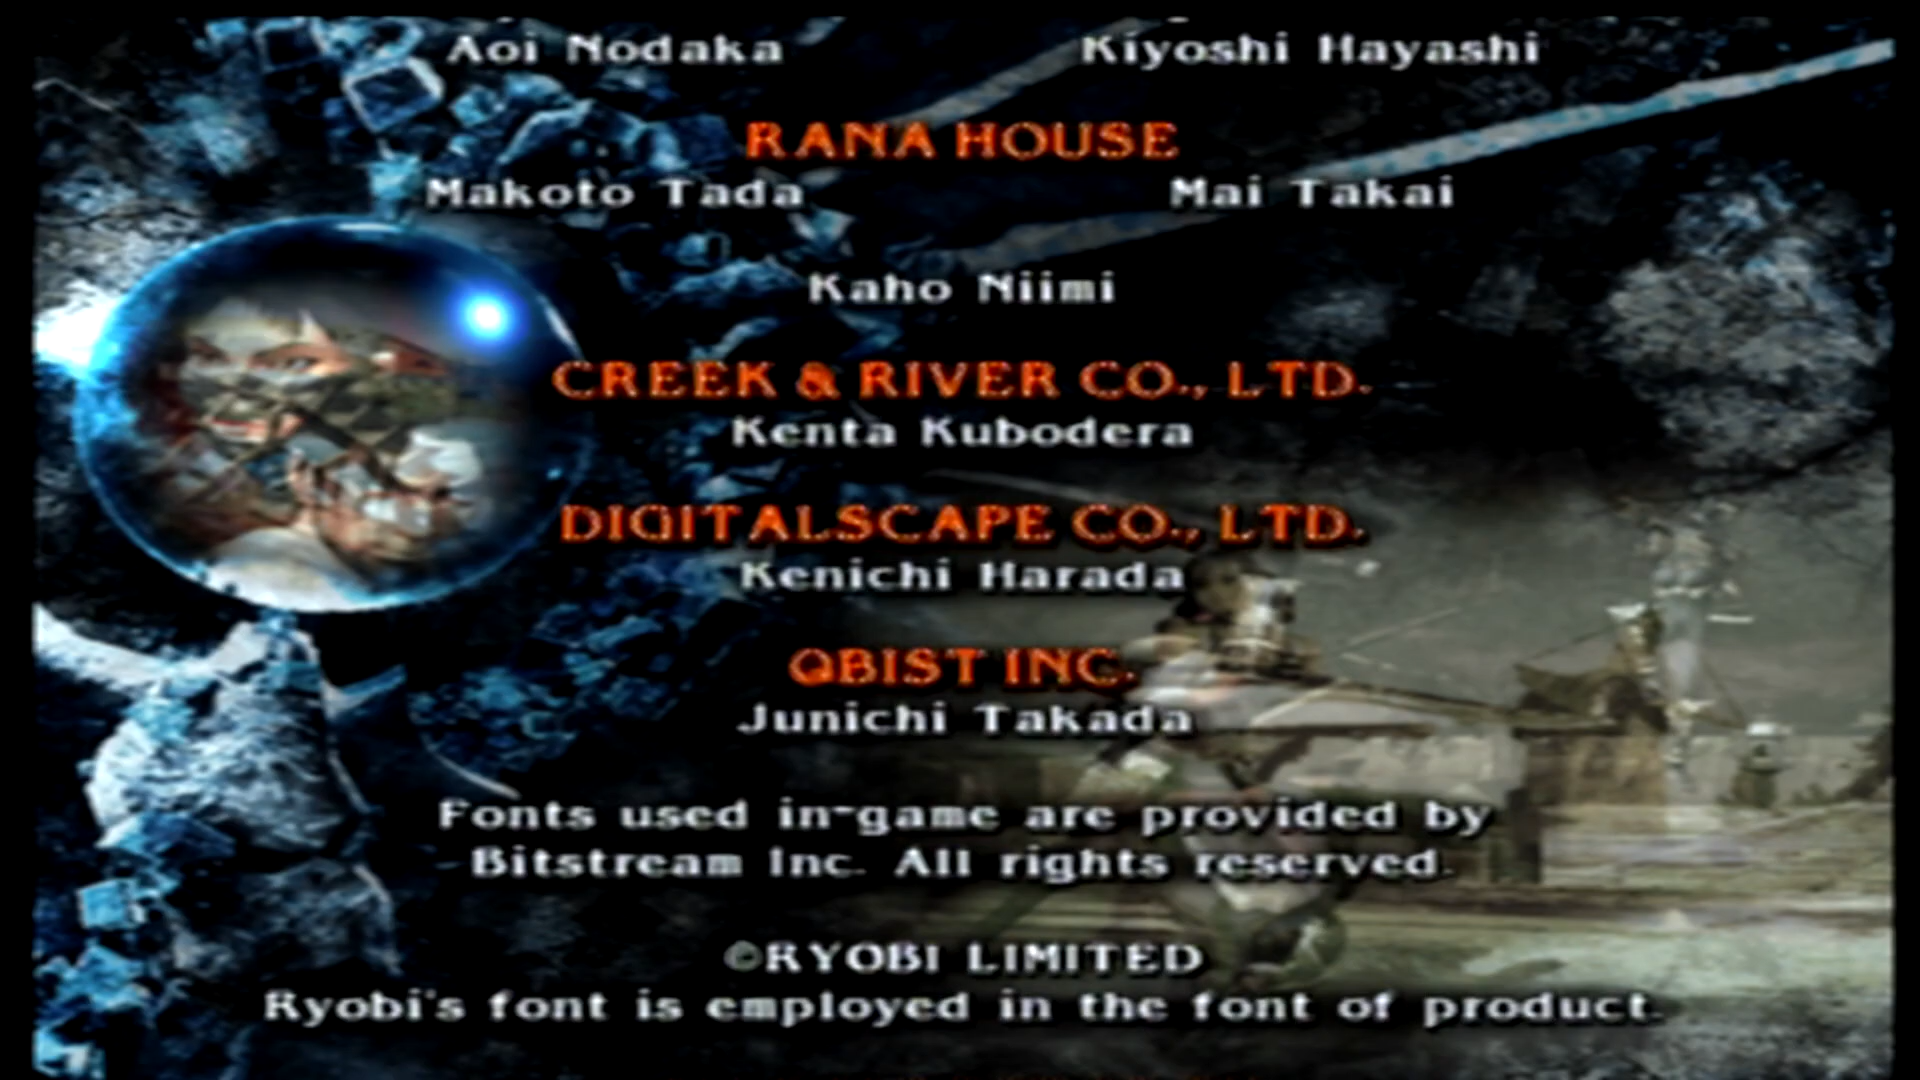 Aoi Nodaka Kiyoshi Hayashi
RANA HOUSE
Makoto Tada Mai Takai
Kaho Niimi
CREEK & RIVER CO., LTD.
Kenta Kubodera
DIGITALSCAPE CO., LTD.
Kenichi Harada
QBIST INC.
Junichi Takada
Fonts used in-game are provided by
Bitstream Inc. All rights reserved.
©RYOBI LIMITED
Ryobi's font is employed in the font of product.